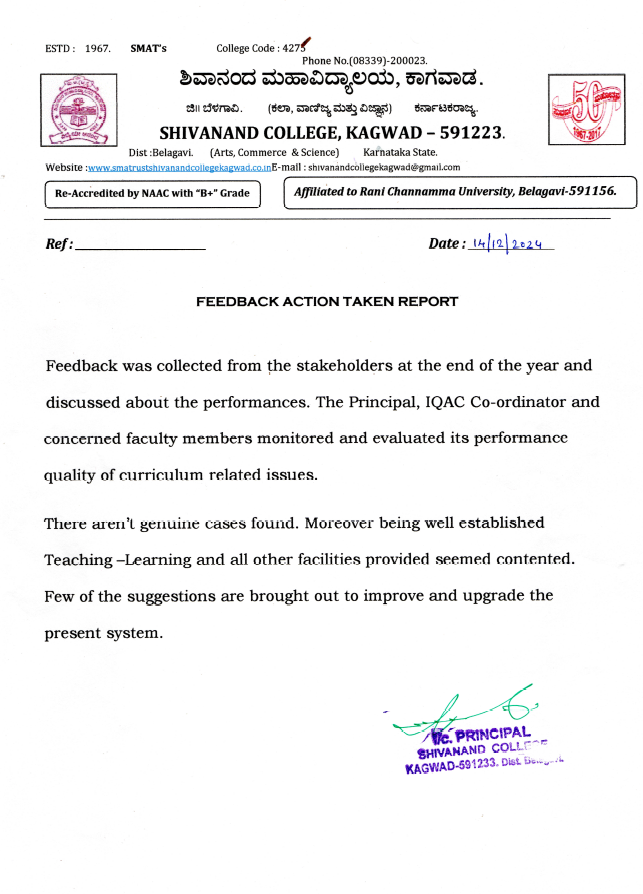 ESTD : 1967. SMAT's College Code : 4275
Phone No.(08339)-200023.
ಶಿವಾನಂದ ಮಹಾವಿದ್ಯಾಲಯ, ಕಾಗವಾಡ.
ಜಿ॥ ಬೆಳಗಾವಿ. (ಕಲಾ, ವಾಣಿಜ್ಯ ಮತ್ತು ವಿಜ್ಞಾನ) ಕರ್ನಾಟಕರಾಜ್ಯ.
SHIVANAND COLLEGE, KAGWAD – 591223.
Dist :Belagavi. (Arts, Commerce & Science) Karnataka State.
Website :www.smatrustshivanandcollegekagwad.co.inE-mail : shivanandcollegekagwad@gmail.com
50
1967-2017
Re-Accredited by NAAC with “B+” Grade
Affiliated to Rani Channamma University, Belagavi-591156.
Ref : Date : 14/12/2024
FEEDBACK ACTION TAKEN REPORT
Feedback was collected from the stakeholders at the end of the year and
discussed about the performances. The Principal, IQAC Co-ordinator and
concerned faculty members monitored and evaluated its performance
quality of curriculum related issues.
There aren't genuine cases found. Moreover being well established
Teaching –Learning and all other facilities provided seemed contented.
Few of the suggestions are brought out to improve and upgrade the
present system.
I/c. PRINCIPAL
SHIVANAND COLLEGE
KAGWAD-591233. Dist.